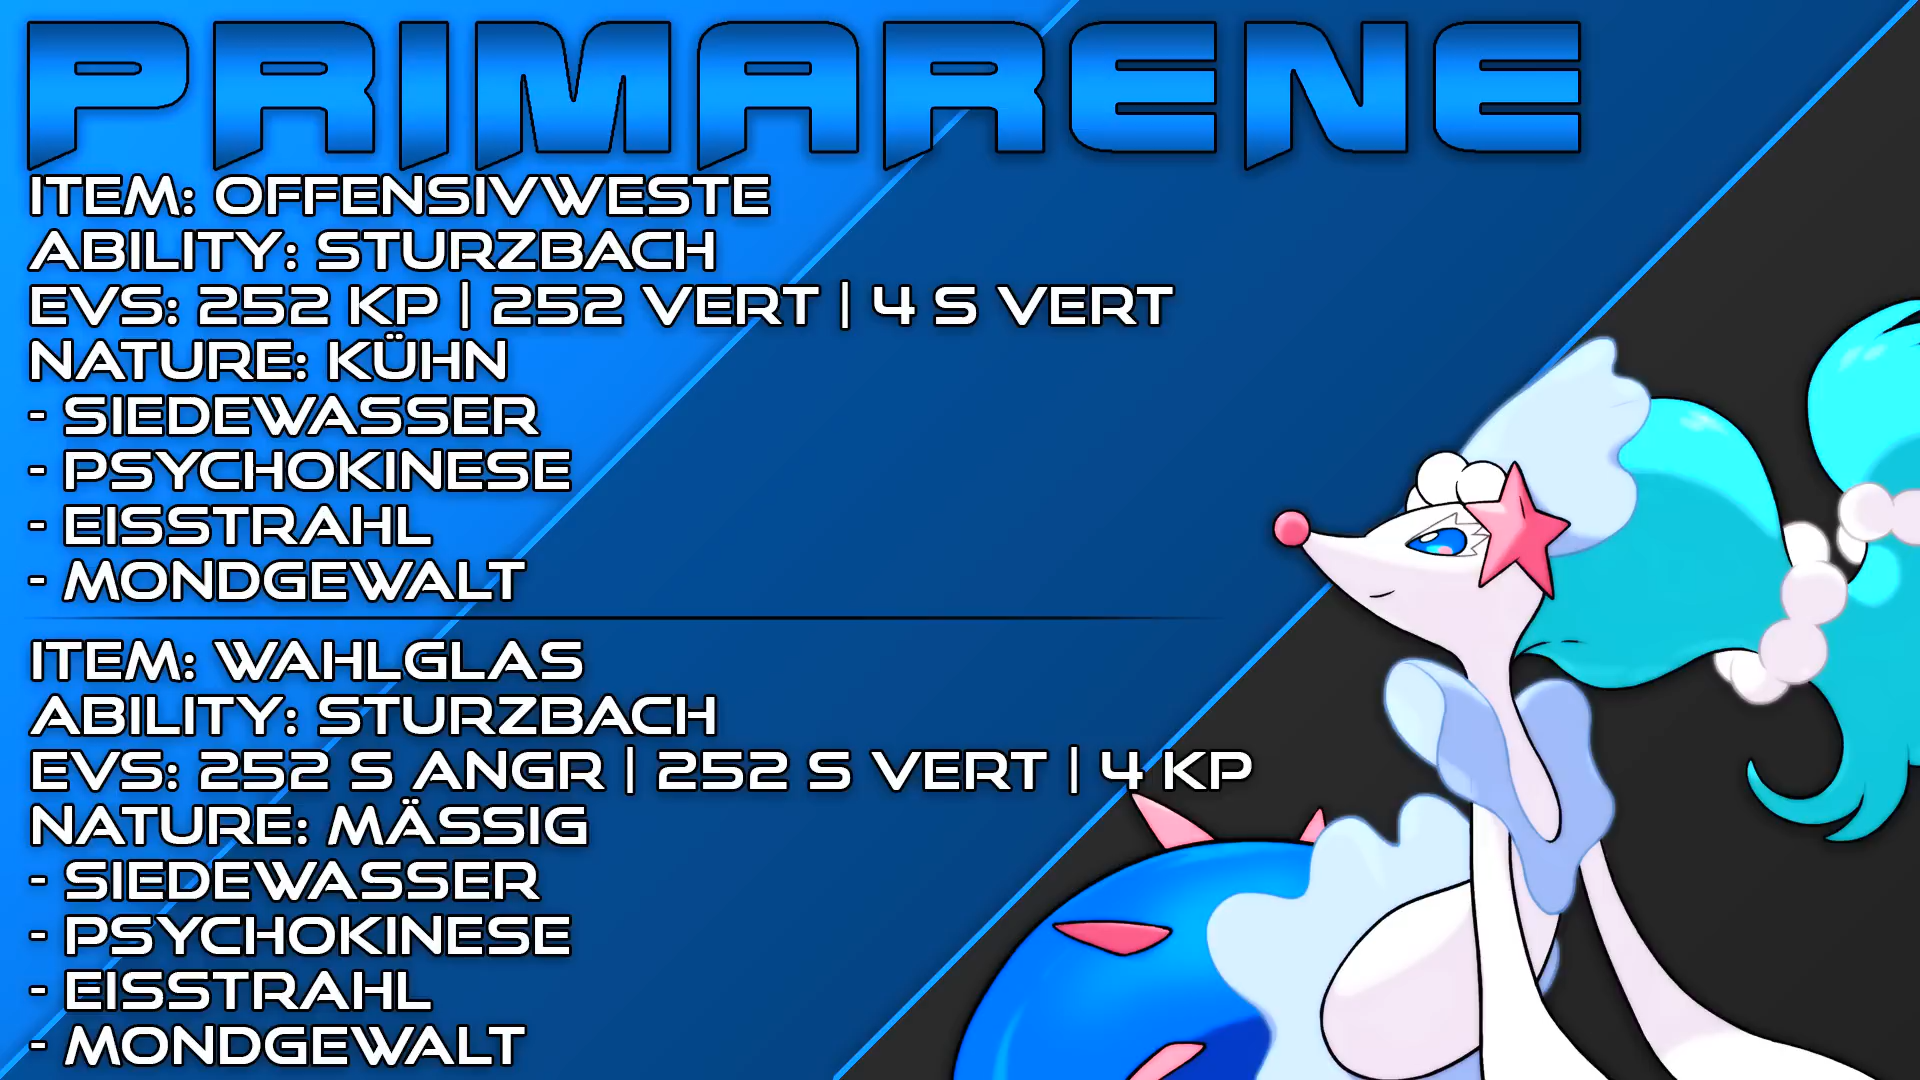 PRIMARENE
ITEM: OFFENSIVWESTE
ABILITY: STURZBACH
EVS: 252 KP | 252 VERT | 4 S VERT
NATURE: KÜHN
- SIEDEWASSER
- PSYCHOKINESE
- EISSTRAHL
- MONDGEWALT
ITEM: WAHLGLAS
ABILITY: STURZBACH
EVS: 252 S ANGR | 252 S VERT | 4 KP
NATURE: MÄSSIG
- SIEDEWASSER
- PSYCHOKINESE
- EISSTRAHL
- MONDGEWALT